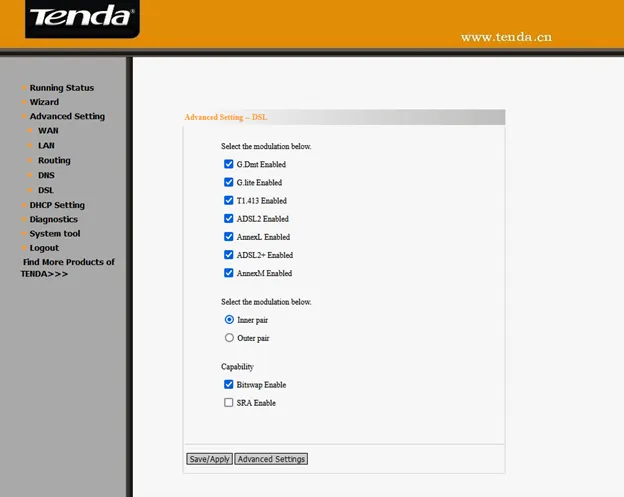 Tenda®
www.tenda.cn
Running Status
Wizard
Advanced Setting
WAN
LAN
Routing
DNS
DSL
DHCP Setting
Diagnostics
System tool
Logout
Find More Products of
TENDA>>>
Advanced Setting -- DSL
Select the modulation below.
G.Dmt Enabled
G.lite Enabled
T1.413 Enabled
ADSL2 Enabled
AnnexL Enabled
ADSL2+ Enabled
AnnexM Enabled
Select the modulation below.
Inner pair
Outer pair
Capability
Bitswap Enable
SRA Enable
Save/Apply Advanced Settings